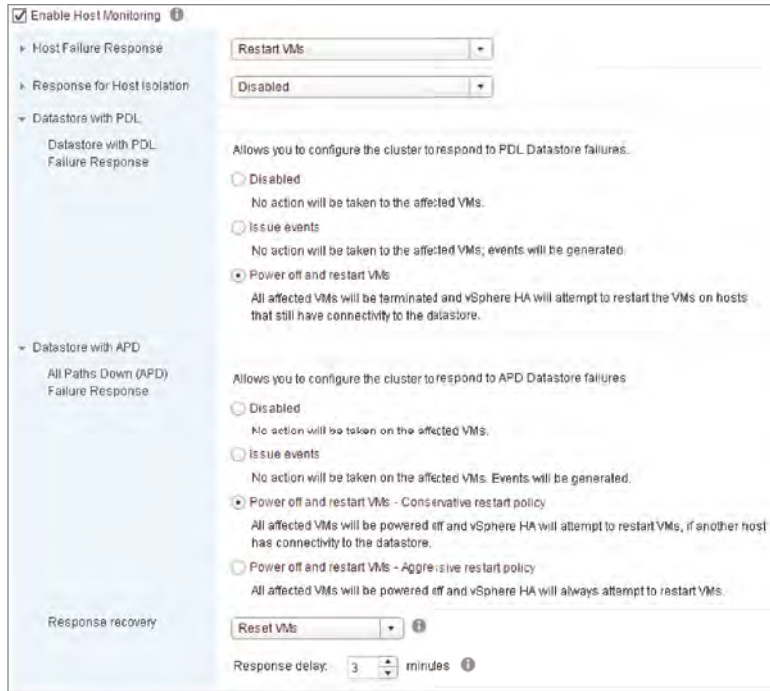 Enable Host Monitoring
Host Failure Response
Restart VMs
Response for Host Isolation
Disabled
Datastore with PDL
Datastore with PDL
Failure Response
Allows you to configure the cluster to respond to PDL Datastore failures.
Disabled
No action will be taken to the affected VMs.
Issue events
No action will be taken to the affected VMs; events will be generated
Power off and restart VMs
All affected VMs will be terminated and vSphere HA will attempt to restart the VMs on hosts
that still have connectivity to the datastore.
Datastore with APD
All Paths Down (APD)
Failure Response
Allows you to configure the cluster to respond to APD Datastore failures
Disabled
No action will be taken on the affected VMs.
Issue events
No action will be taken on the affected VMs. Events will be generated.
Power off and restart VMs - Conservative restart policy
All affected VMs will be powered off and vSphere HA will attempt to restart VMs, if another host
has connectivity to the datastore.
Power off and restart VMs - Aggressive restart policy
All affected VMs will be powered off and vSphere HA will always attempt to restart VMs.
Response recovery
Reset VMs
Response delay: 3 minutes